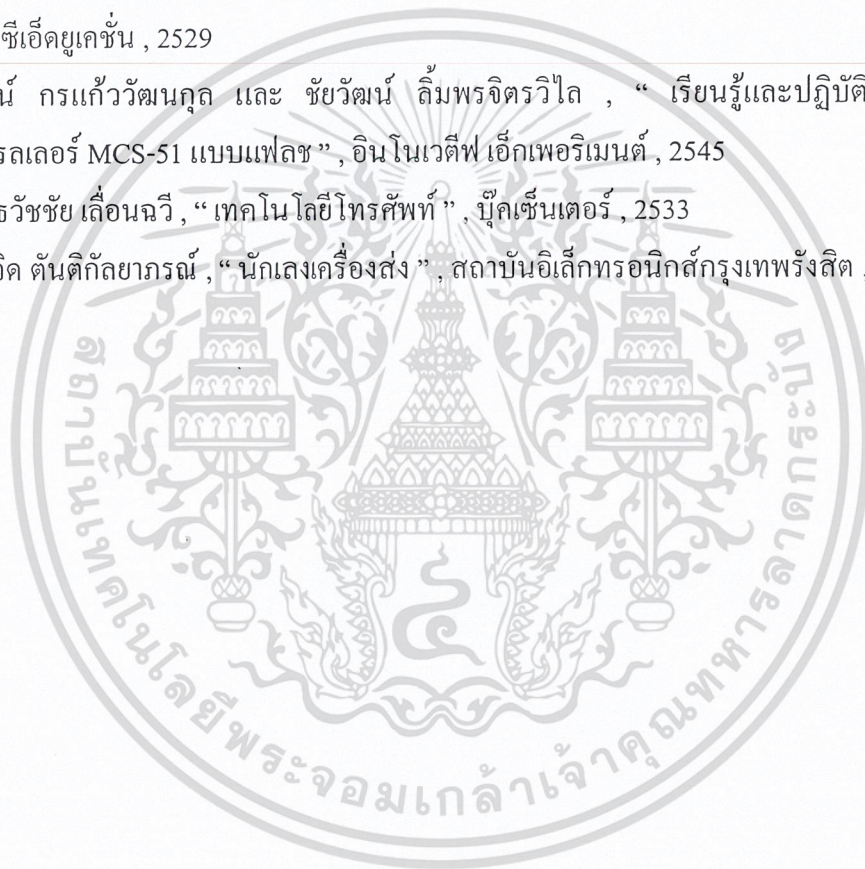 ซีเอ็ดยูเคชั่น , 2529
น์ กรแก้ววัฒนกุล และ ชัยวัฒน์ ลิ้มพรจิตรวิไล , “ เรียนรู้และปฏิบัติ
รลเลอร์ MCS-51 แบบแฟลช ” , อินโนเวตีฟ เอ็กเพอริเมนต์ , 2545
ธวัชชัย เลื่อนฉวี , “ เทคโนโลยีโทรศัพท์ ” , บุ๊คเซ็นเตอร์ , 2533
จิด ตันติกัลยาภรณ์ , “ นักเลงเครื่องส่ง ” , สถาบันอิเล็กทรอนิกส์กรุงเทพรังสิต ,
สถาบันเทคโนโลยีพระจอมเกล้าเจ้าคุณทหารลาดกระบัง
๔